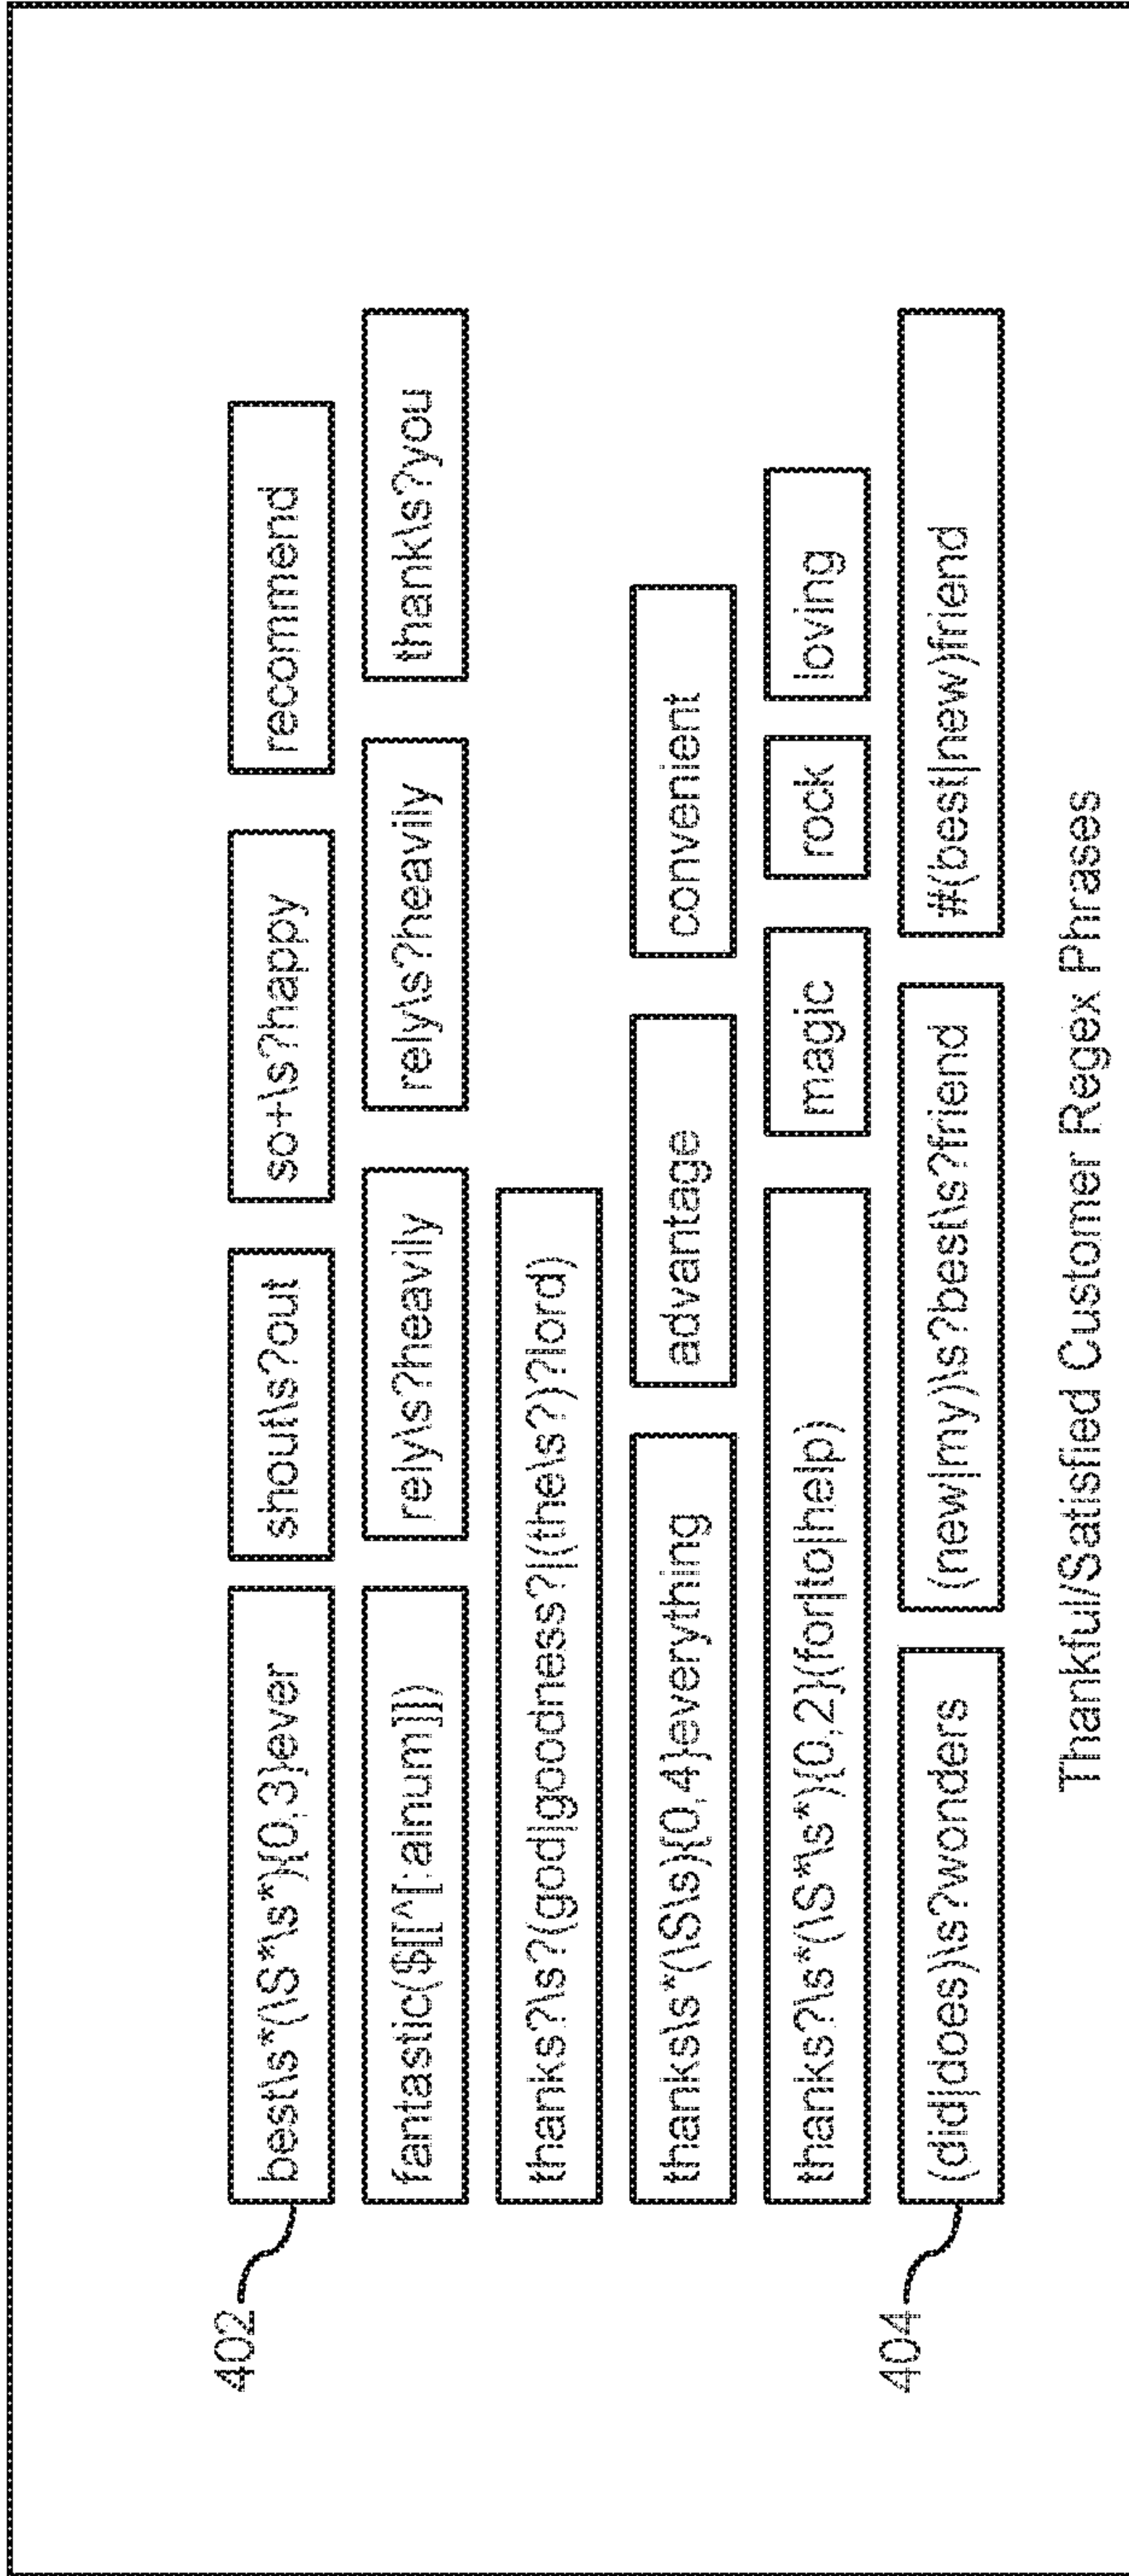 402
best\s*(\S*\s*){0,3}ever shout\s?out so+\s?happy recommend
fantastic($[[^[:alnum]]) rely\s?heavily rely\s?heavily thank\s?you
thanks?\s?(god|goodness?|(the\s?)?lord)
thanks\s*(\S\s){0,4}everything advantage convenient
thanks?\s*(\S*\s*){0,2}(for|to|help) magic rock loving
404
(did|does)\s?wonders (new|my)\s?best\s?friend #(best|new)friend
Thankful/Satisfied Customer Regex Phrases